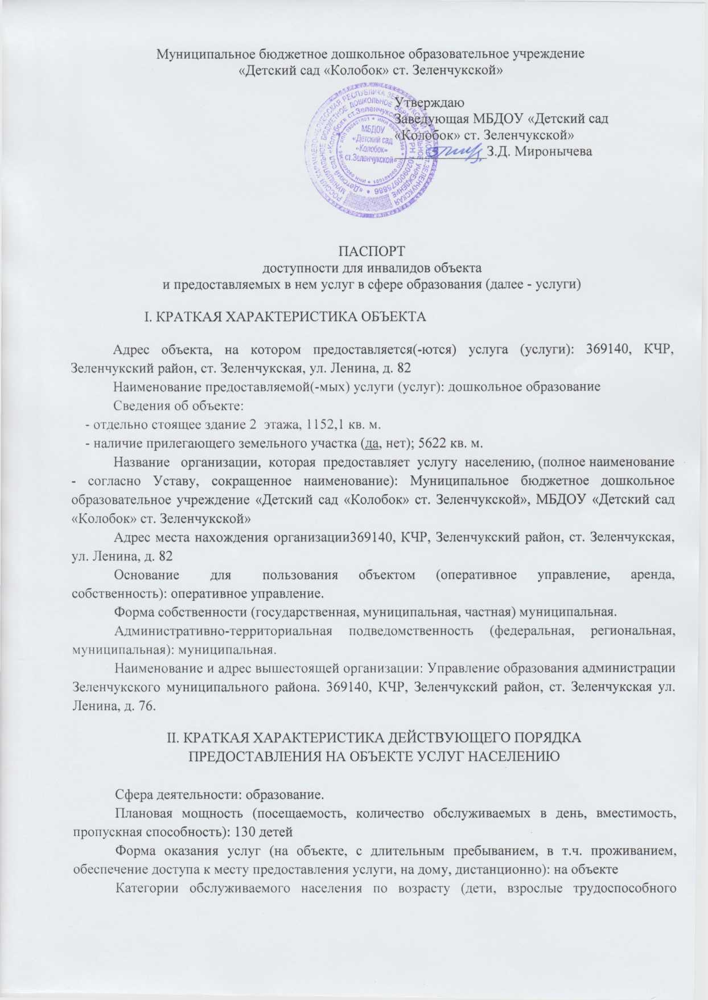 Муниципальное бюджетное дошкольное образовательное учреждение
«Детский сад «Колобок» ст. Зеленчукской»
Утверждаю
Заведующая МБДОУ «Детский сад
«Колобок» ст. Зеленчукской»
З.Д. Миронычева
МБДОУ
«Детский сад
«Колобок»
ст.Зеленчукской»
ПАСПОРТ
доступности для инвалидов объекта
и предоставляемых в нем услуг в сфере образования (далее - услуги)
I. КРАТКАЯ ХАРАКТЕРИСТИКА ОБЪЕКТА
Адрес объекта, на котором предоставляется(-ются) услуга (услуги): 369140, КЧР,
Зеленчукский район, ст. Зеленчукская, ул. Ленина, д. 82
Наименование предоставляемой(-мых) услуги (услуг): дошкольное образование
Сведения об объекте:
- отдельно стоящее здание 2 этажа, 1152,1 кв. м.
- наличие прилегающего земельного участка (да, нет); 5622 кв. м.
Название организации, которая предоставляет услугу населению, (полное наименование
- согласно Уставу, сокращенное наименование): Муниципальное бюджетное дошкольное
образовательное учреждение «Детский сад «Колобок» ст. Зеленчукской», МБДОУ «Детский сад
«Колобок» ст. Зеленчукской»
Адрес места нахождения организации369140, КЧР, Зеленчукский район, ст. Зеленчукская,
ул. Ленина, д. 82
Основание для пользования объектом (оперативное управление, аренда,
собственность): оперативное управление.
Форма собственности (государственная, муниципальная, частная) муниципальная.
Административно-территориальная подведомственность (федеральная, региональная,
муниципальная): муниципальная.
Наименование и адрес вышестоящей организации: Управление образования администрации
Зеленчукского муниципального района. 369140, КЧР, Зеленчукский район, ст. Зеленчукская ул.
Ленина, д. 76.
II. КРАТКАЯ ХАРАКТЕРИСТИКА ДЕЙСТВУЮЩЕГО ПОРЯДКА
ПРЕДОСТАВЛЕНИЯ НА ОБЪЕКТЕ УСЛУГ НАСЕЛЕНИЮ
Сфера деятельности: образование.
Плановая мощность (посещаемость, количество обслуживаемых в день, вместимость,
пропускная способность): 130 детей
Форма оказания услуг (на объекте, с длительным пребыванием, в т.ч. проживанием,
обеспечение доступа к месту предоставления услуги, на дому, дистанционно): на объекте
Категории обслуживаемого населения по возрасту (дети, взрослые трудоспособного